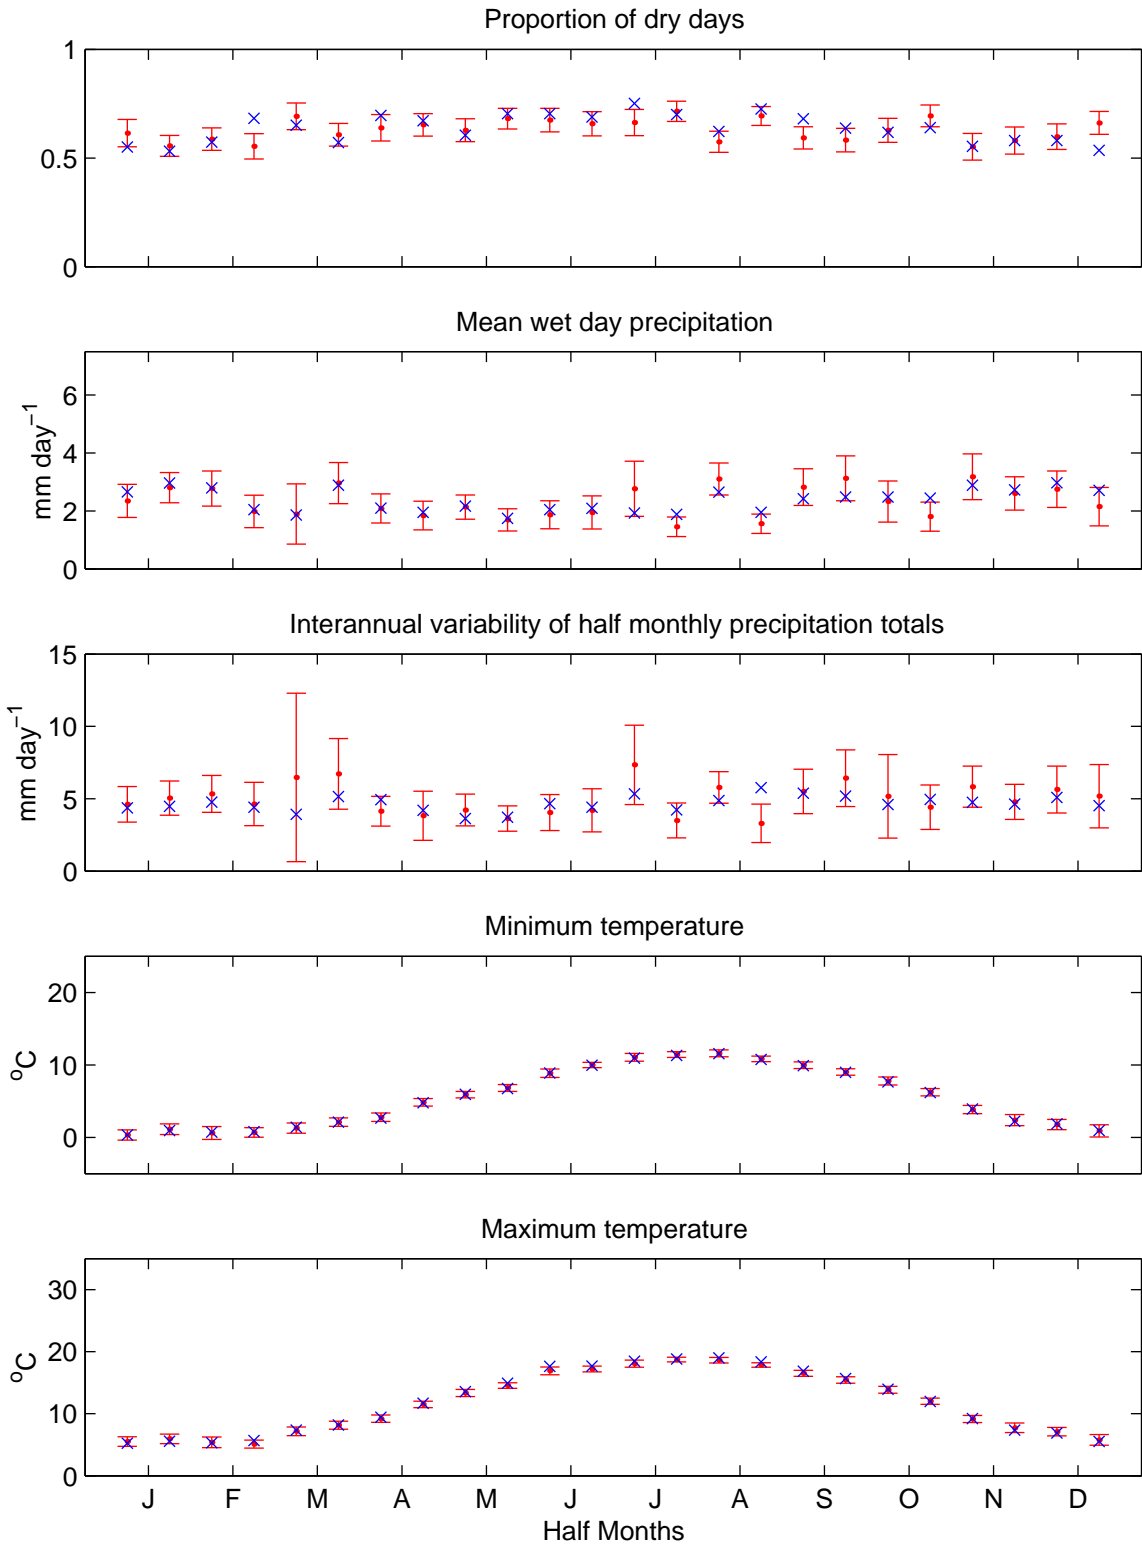 Proportion of dry days
1
0.5
0
Mean wet day precipitation
mm day⁻¹
6
4
2
0
Interannual variability of half monthly precipitation totals
mm day⁻¹
15
10
5
0
Minimum temperature
°C
20
10
0
Maximum temperature
°C
30
20
10
0
J F M A M J J A S O N D
Half Months